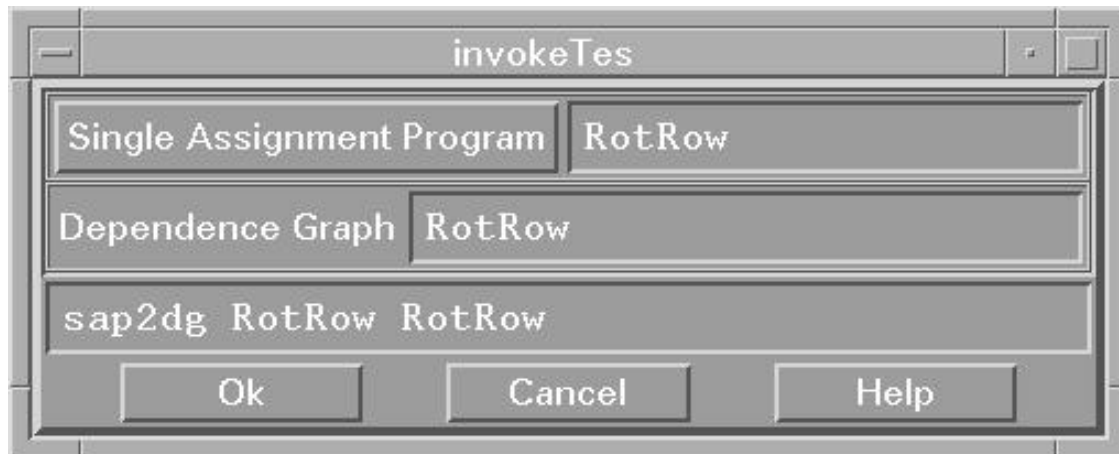 invokeTes
Single Assignment Program RotRow
Dependence Graph RotRow
sap2dg RotRow RotRow
Ok Cancel Help